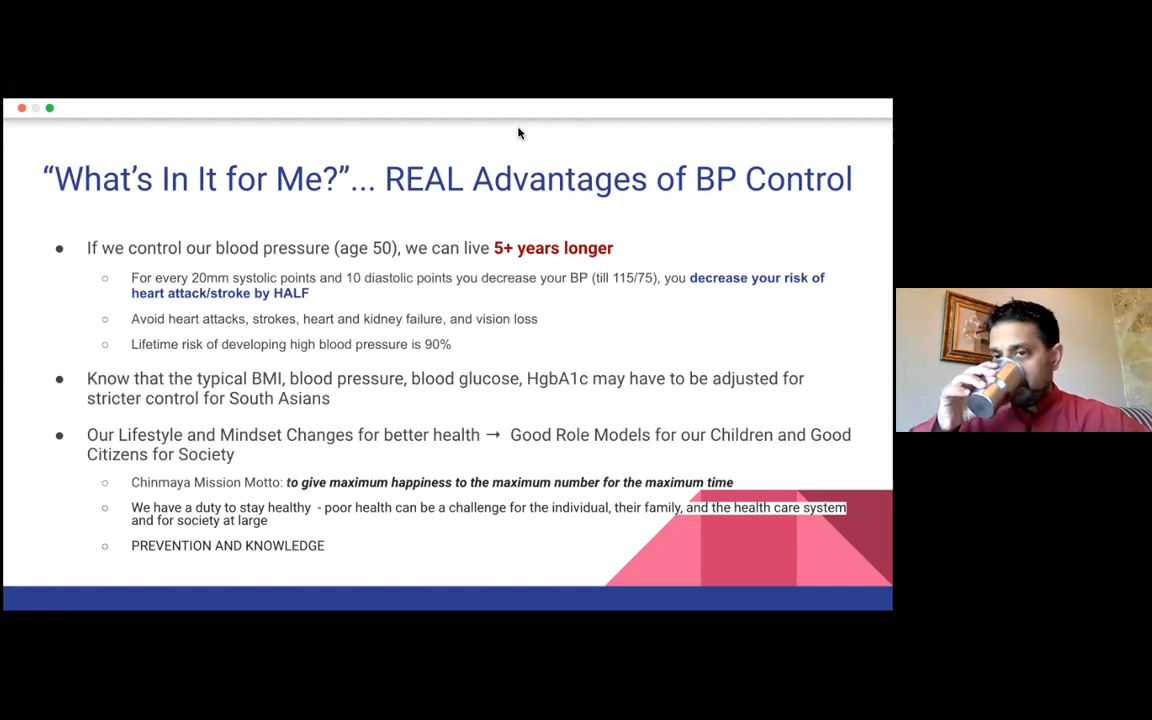 “What’s In It for Me?”... REAL Advantages of BP Control
● If we control our blood pressure (age 50), we can live 5+ years longer
○ For every 20mm systolic points and 10 diastolic points you decrease your BP (till 115/75), you decrease your risk of
heart attack/stroke by HALF
○ Avoid heart attacks, strokes, heart and kidney failure, and vision loss
○ Lifetime risk of developing high blood pressure is 90%
● Know that the typical BMI, blood pressure, blood glucose, HgbA1c may have to be adjusted for
stricter control for South Asians
● Our Lifestyle and Mindset Changes for better health → Good Role Models for our Children and Good
Citizens for Society
○ Chinmaya Mission Motto: to give maximum happiness to the maximum number for the maximum time
○ We have a duty to stay healthy - poor health can be a challenge for the individual, their family, and the health care system
and for society at large
○ PREVENTION AND KNOWLEDGE